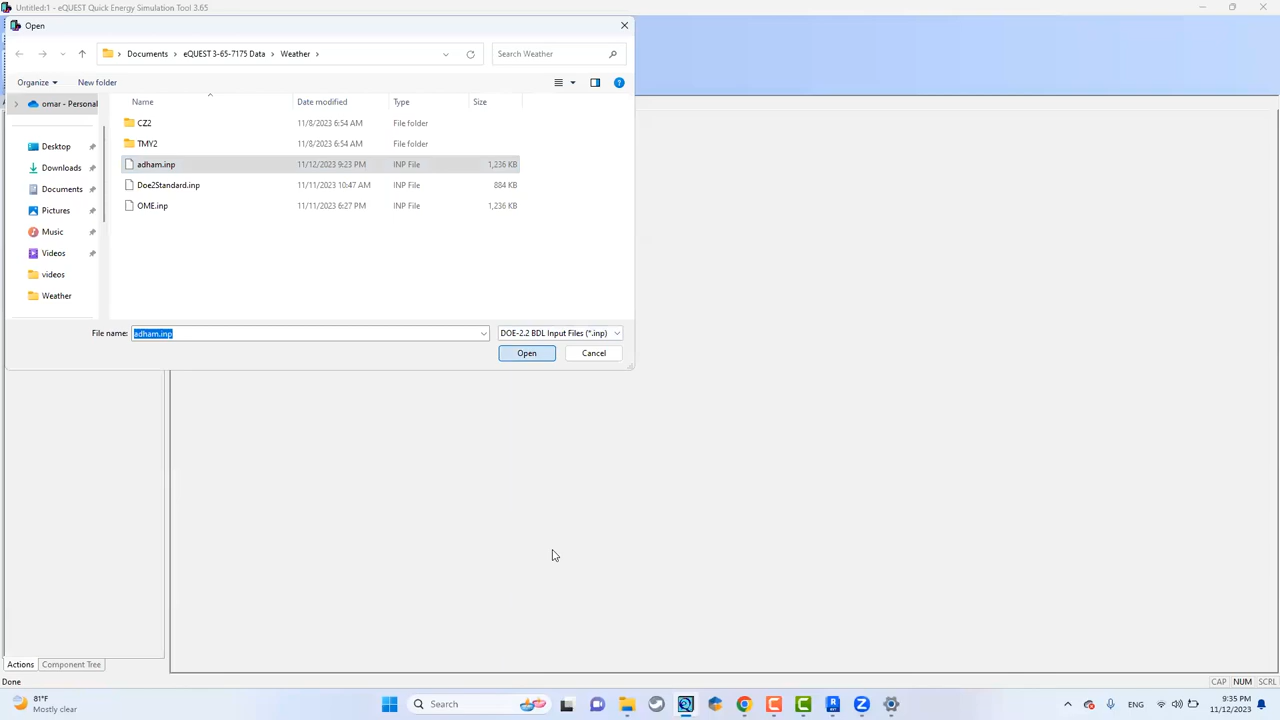 Untitled:1 - eQUEST Quick Energy Simulation Tool 3.65
Open
Documents
eQUEST 3-65-7175 Data
Weather
Search Weather
Organize
New folder
?
omar - Personal
Desktop
Downloads
Documents
Pictures
Music
Videos
videos
Weather
Name
Date modified
Type
Size
CZ2
11/8/2023 6:54 AM
File folder
TMY2
11/8/2023 6:54 AM
File folder
adham.inp
11/12/2023 9:23 PM
INP File
1,236 KB
Doe2Standard.inp
11/11/2023 10:47 AM
INP File
884 KB
OME.inp
11/11/2023 6:27 PM
INP File
1,236 KB
File name:
adham.inp
DOE-2.2 BDL Input Files (*.inp)
Open
Cancel
Actions
Component Tree
Done
CAP
NUM
SCRL
81°F
Mostly clear
Search
ENG
9:35 PM
11/12/2023